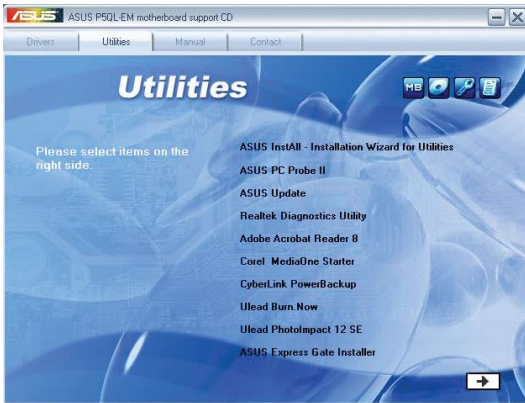 ASUS ASUS P5QL-EM motherboard support CD
Drivers Utilities Manual Contact
Utilities
MB
Please select items on the
right side.
ASUS InstAll - Installation Wizard for Utilities
ASUS PC Probe II
ASUS Update
Realtek Diagnostics Utility
Adobe Acrobat Reader 8
Corel MediaOne Starter
CyberLink PowerBackup
Ulead Burn.Now
Ulead PhotoImpact 12 SE
ASUS Express Gate Installer